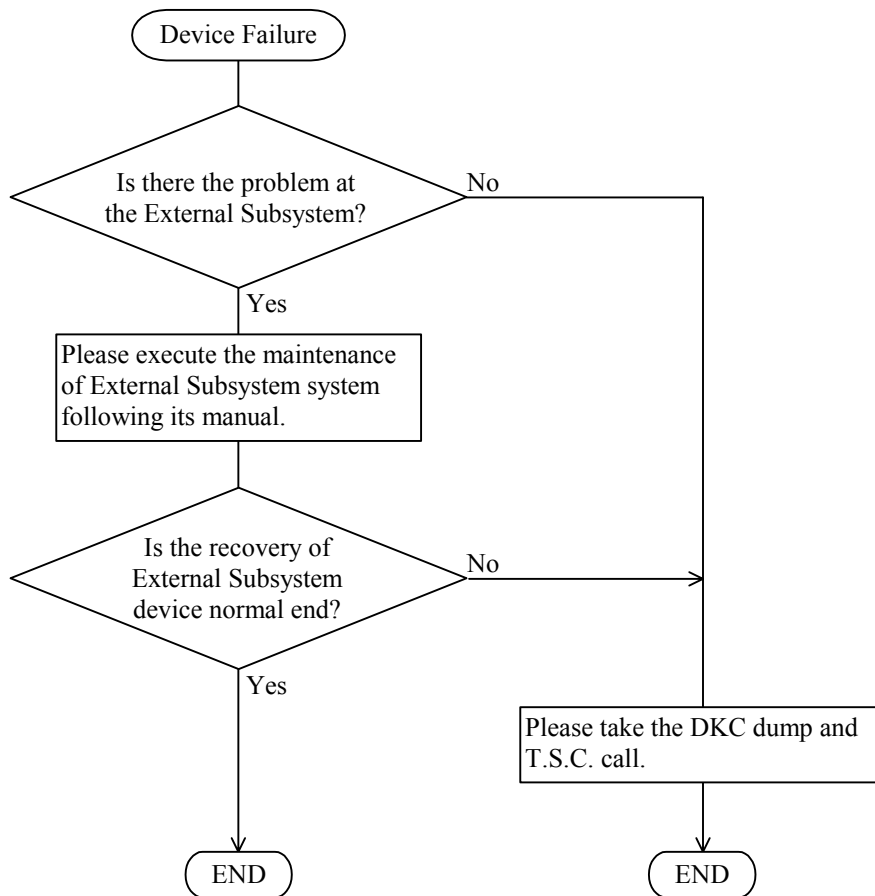 Device Failure
Is there the problem at
the External Subsystem?
No
Yes
Please execute the maintenance
of External Subsystem system
following its manual.
Is the recovery of
External Subsystem
device normal end?
No
Yes
Please take the DKC dump and
T.S.C. call.
END
END